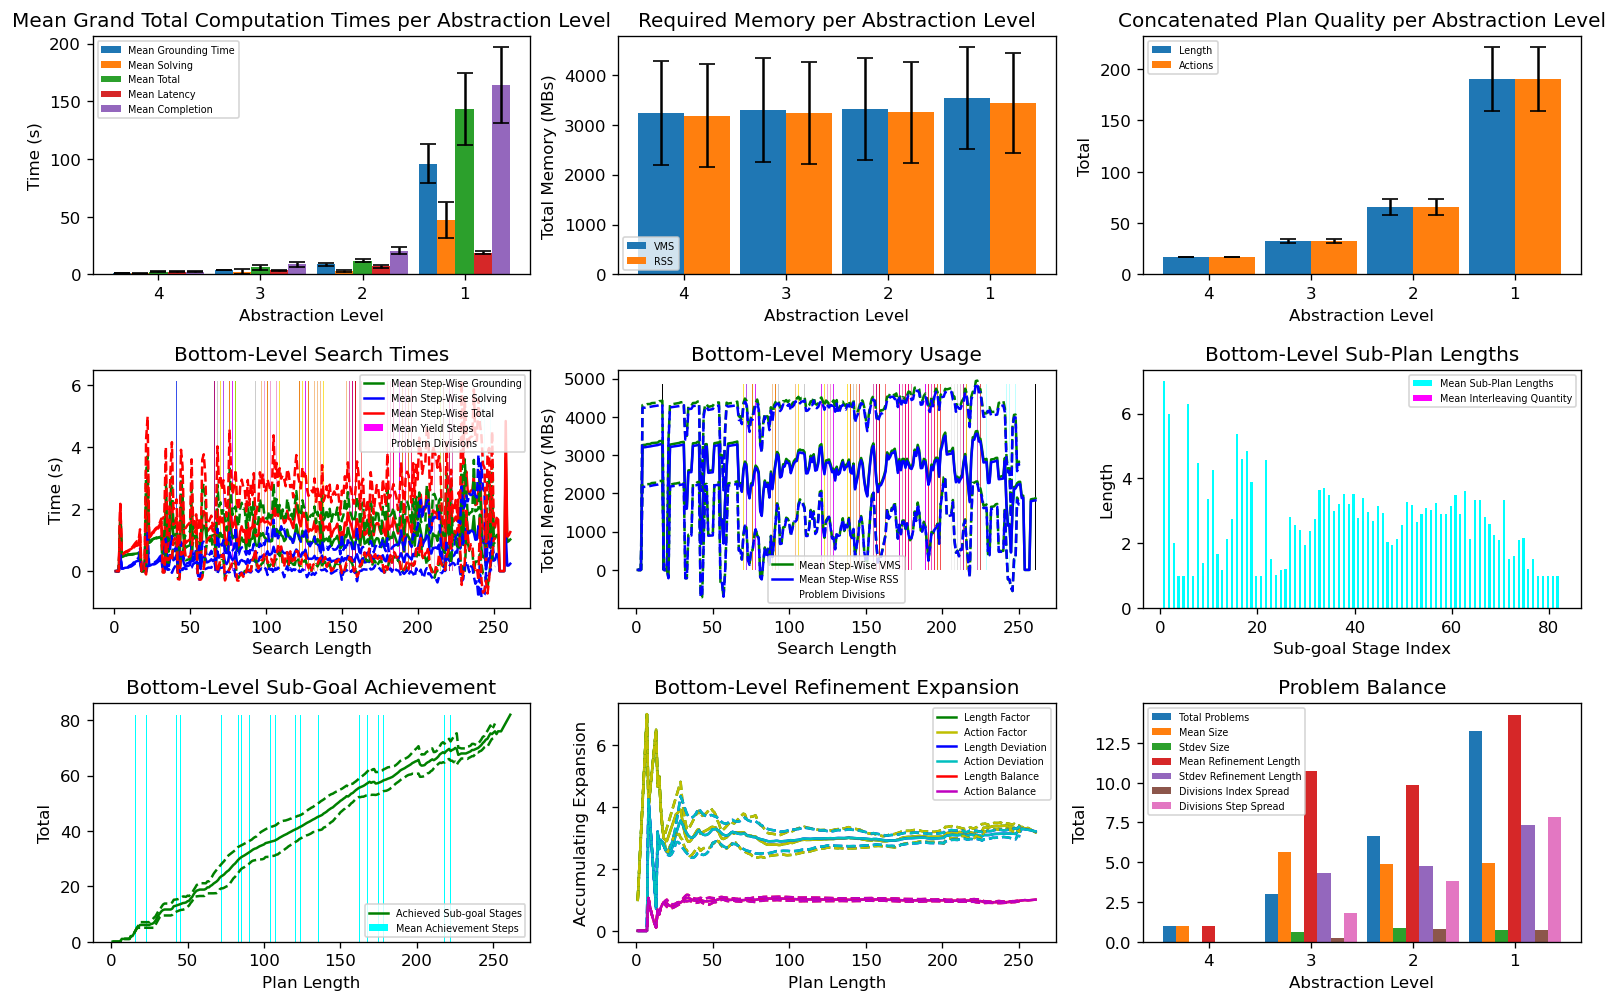 Mean Grand Total Computation Times per Abstraction Level
Time (s)
200
150
100
50
0
Mean Grounding Time
Mean Solving
Mean Total
Mean Latency
Mean Completion
4 3 2 1
Abstraction Level
Required Memory per Abstraction Level
Total Memory (MBs)
4000
3000
2000
1000
0
VMS
RSS
4 3 2 1
Abstraction Level
Concatenated Plan Quality per Abstraction Level
Total
200
150
100
50
0
Length
Actions
4 3 2 1
Abstraction Level
Bottom-Level Search Times
Time (s)
6
4
2
0
Mean Step-Wise Grounding
Mean Step-Wise Solving
Mean Step-Wise Total
Mean Yield Steps
Problem Divisions
0 50 100 150 200 250
Search Length
Bottom-Level Memory Usage
Total Memory (MBs)
5000
4000
3000
2000
1000
0
Mean Step-Wise VMS
Mean Step-Wise RSS
Problem Divisions
0 50 100 150 200 250
Search Length
Bottom-Level Sub-Plan Lengths
Length
6
4
2
0
Mean Sub-Plan Lengths
Mean Interleaving Quantity
0 20 40 60 80
Sub-goal Stage Index
Bottom-Level Sub-Goal Achievement
Total
80
60
40
20
0
Achieved Sub-goal Stages
Mean Achievement Steps
0 50 100 150 200 250
Plan Length
Bottom-Level Refinement Expansion
Accumulating Expansion
6
4
2
0
Length Factor
Action Factor
Length Deviation
Action Deviation
Length Balance
Action Balance
0 50 100 150 200 250
Plan Length
Problem Balance
Total
12.5
10.0
7.5
5.0
2.5
0.0
Total Problems
Mean Size
Stdev Size
Mean Refinement Length
Stdev Refinement Length
Divisions Index Spread
Divisions Step Spread
4 3 2 1
Abstraction Level